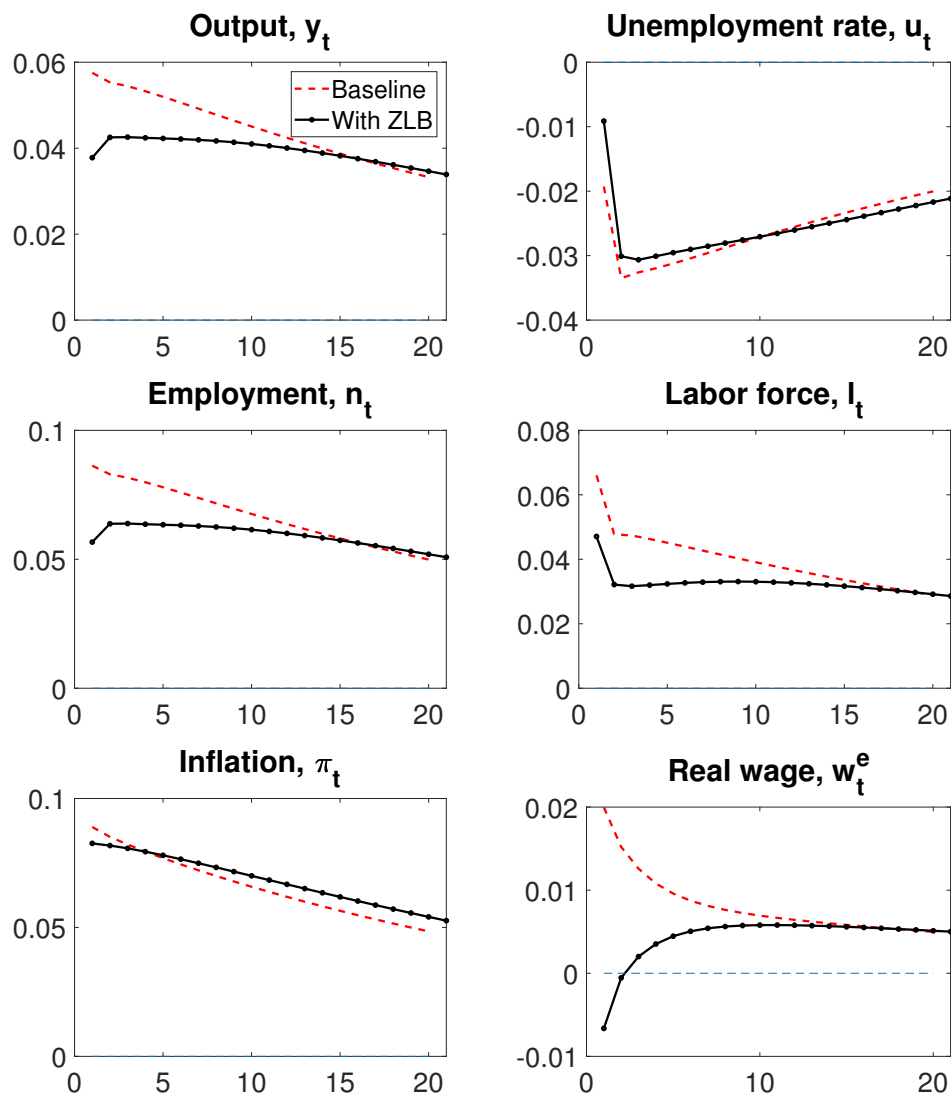 Output, y_t
0.06
0.04
0.02
0
0 5 10 15 20
Baseline
With ZLB
Unemployment rate, u_t
0
-0.01
-0.02
-0.03
-0.04
0 10 20
Employment, n_t
0.1
0.05
0
0 5 10 15 20
Labor force, l_t
0.08
0.06
0.04
0.02
0
0 5 10 15 20
Inflation, π_t
0.1
0.05
0
0 5 10 15 20
Real wage, w_t^e
0.02
0.01
0
-0.01
0 10 20